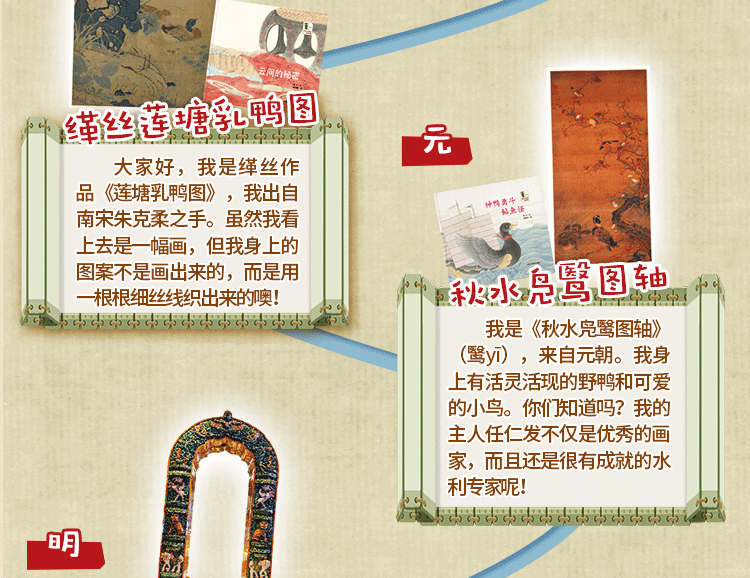 云间的秘密
缂丝莲塘乳鸭图
大家好，我是缂丝作
品《莲塘乳鸭图》，我出自
南宋朱克柔之手。虽然我看
上去是一幅画，但我身上的
图案不是画出来的，而是用
一根根细丝线织出来的噢！
元
神鸭勇斗
鲇鱼怪
秋水凫鹥图轴
我是《秋水凫鹥图轴》
（鹥yī），来自元朝。我身
上有活灵活现的野鸭和可爱
的小鸟。你们知道吗？我的
主人任仁发不仅是优秀的画
家，而且还是很有成就的水
利专家呢！
明